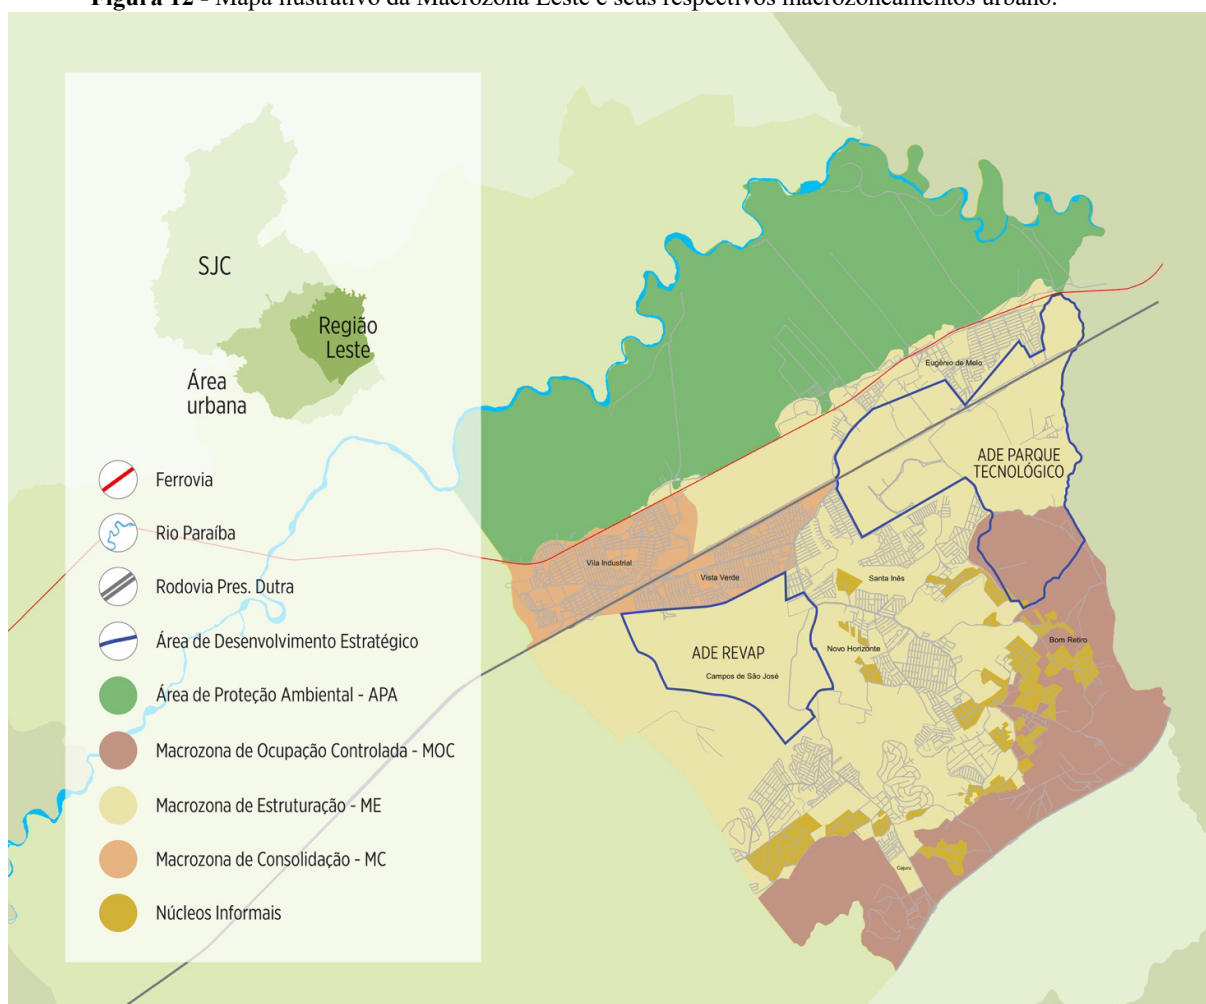 Figura 12 - Mapa ilustrativo da Macrozona Leste e seus respectivos macrozoneamentos urbano.
SJC
Região
Leste
Área
urbana
Ferrovia
Rio Paraíba
Rodovia Pres. Dutra
Área de Desenvolvimento Estratégico
Área de Proteção Ambiental - APA
Macrozona de Ocupação Controlada - MOC
Macrozona de Estruturação - ME
Macrozona de Consolidação - MC
Núcleos Informais
Eugênio de Melo
ADE PARQUE
TECNOLÓGICO
Vila Industrial
Vista Verde
Santa Inês
Bom Retiro
Novo Horizonte
ADE REVAP
Campos de São José
Cajuru